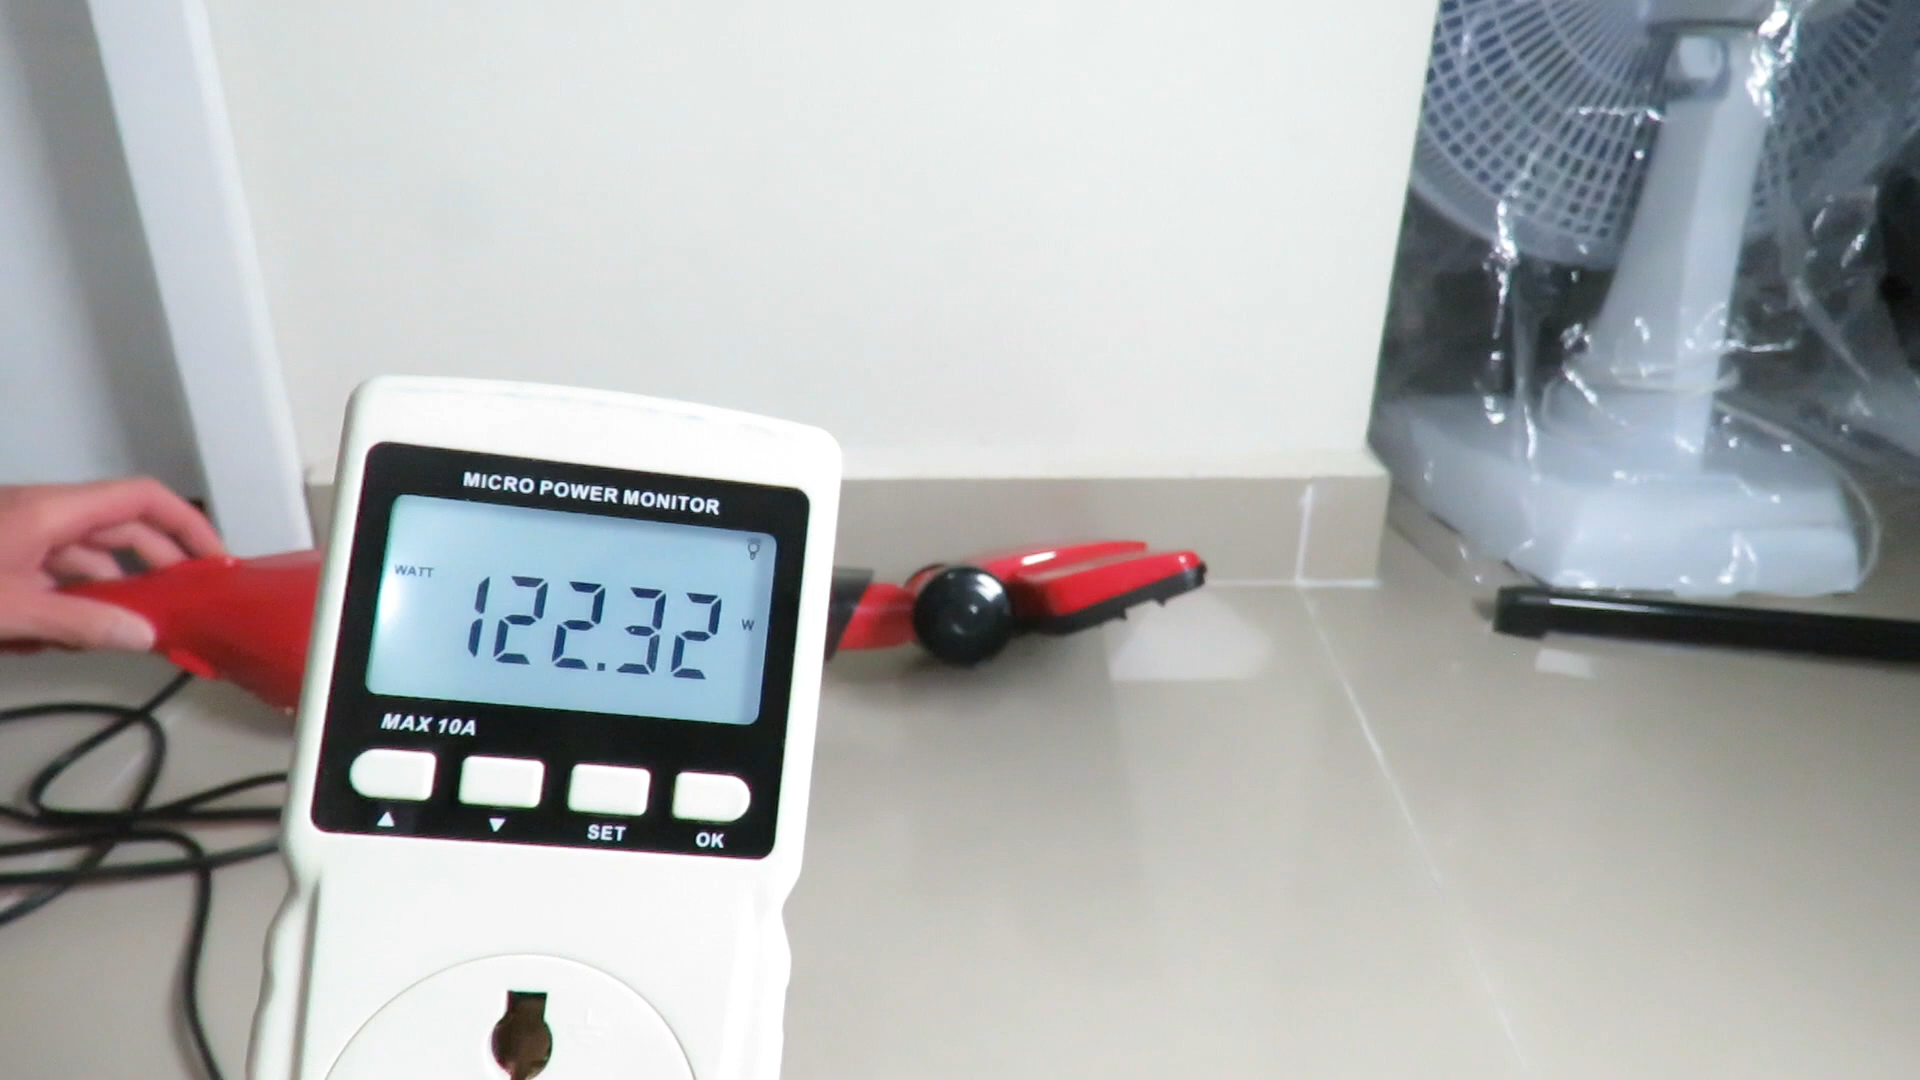 MICRO POWER MONITOR
WATT
122.32 W
MAX 10A
▲ ▼ SET OK